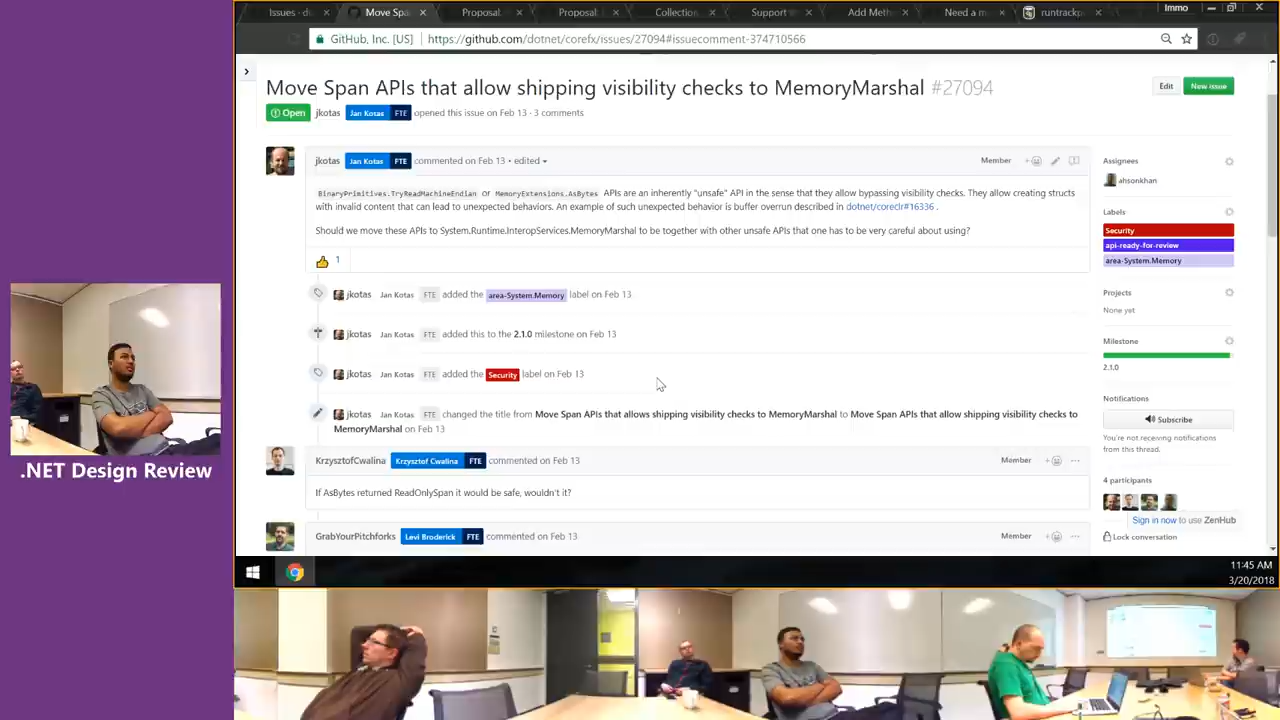 Issues · d
Move Sp
Proposal
Proposal
Collection
Support
Add Meth
Need a m
runtrackp
Immo
GitHub, Inc. [US]
https://github.com/dotnet/corefx/issues/27094#issuecomment-374710566
Move Span APIs that allow shipping visibility checks to MemoryMarshal #27094
Edit
New issue
Open
jkotas Jan Kotas FTE opened this issue on Feb 13 · 3 comments
jkotas Jan Kotas FTE commented on Feb 13 • edited
Member
BinaryPrimitives.TryReadMachineEndian or MemoryExtensions.AsBytes APIs are an inherently "unsafe" API in the sense that they allow bypassing visibility checks. They allow creating structs
with invalid content that can lead to unexpected behaviors. An example of such unexpected behavior is buffer overrun described in dotnet/coreclr#16336 .
Should we move these APIs to System.Runtime.InteropServices.MemoryMarshal to be together with other unsafe APIs that one has to be very careful about using?
1
jkotas Jan Kotas FTE added the area-System.Memory label on Feb 13
jkotas Jan Kotas FTE added this to the 2.1.0 milestone on Feb 13
jkotas Jan Kotas FTE added the Security label on Feb 13
jkotas Jan Kotas FTE changed the title from Move Span APIs that allows shipping visibility checks to MemoryMarshal to Move Span APIs that allow shipping visibility checks to
MemoryMarshal on Feb 13
KrzysztofCwalina Krzysztof Cwalina FTE commented on Feb 13
Member
If AsBytes returned ReadOnlySpan it would be safe, wouldn't it?
GrabYourPitchforks Levi Broderick FTE commented on Feb 13
Member
Assignees
ahsonkhan
Labels
Security
api-ready-for-review
area-System.Memory
Projects
None yet
Milestone
2.1.0
Notifications
Subscribe
You're not receiving notifications
from this thread.
4 participants
Sign in now to use ZenHub
Lock conversation
11:45 AM
3/20/2018
.NET Design Review